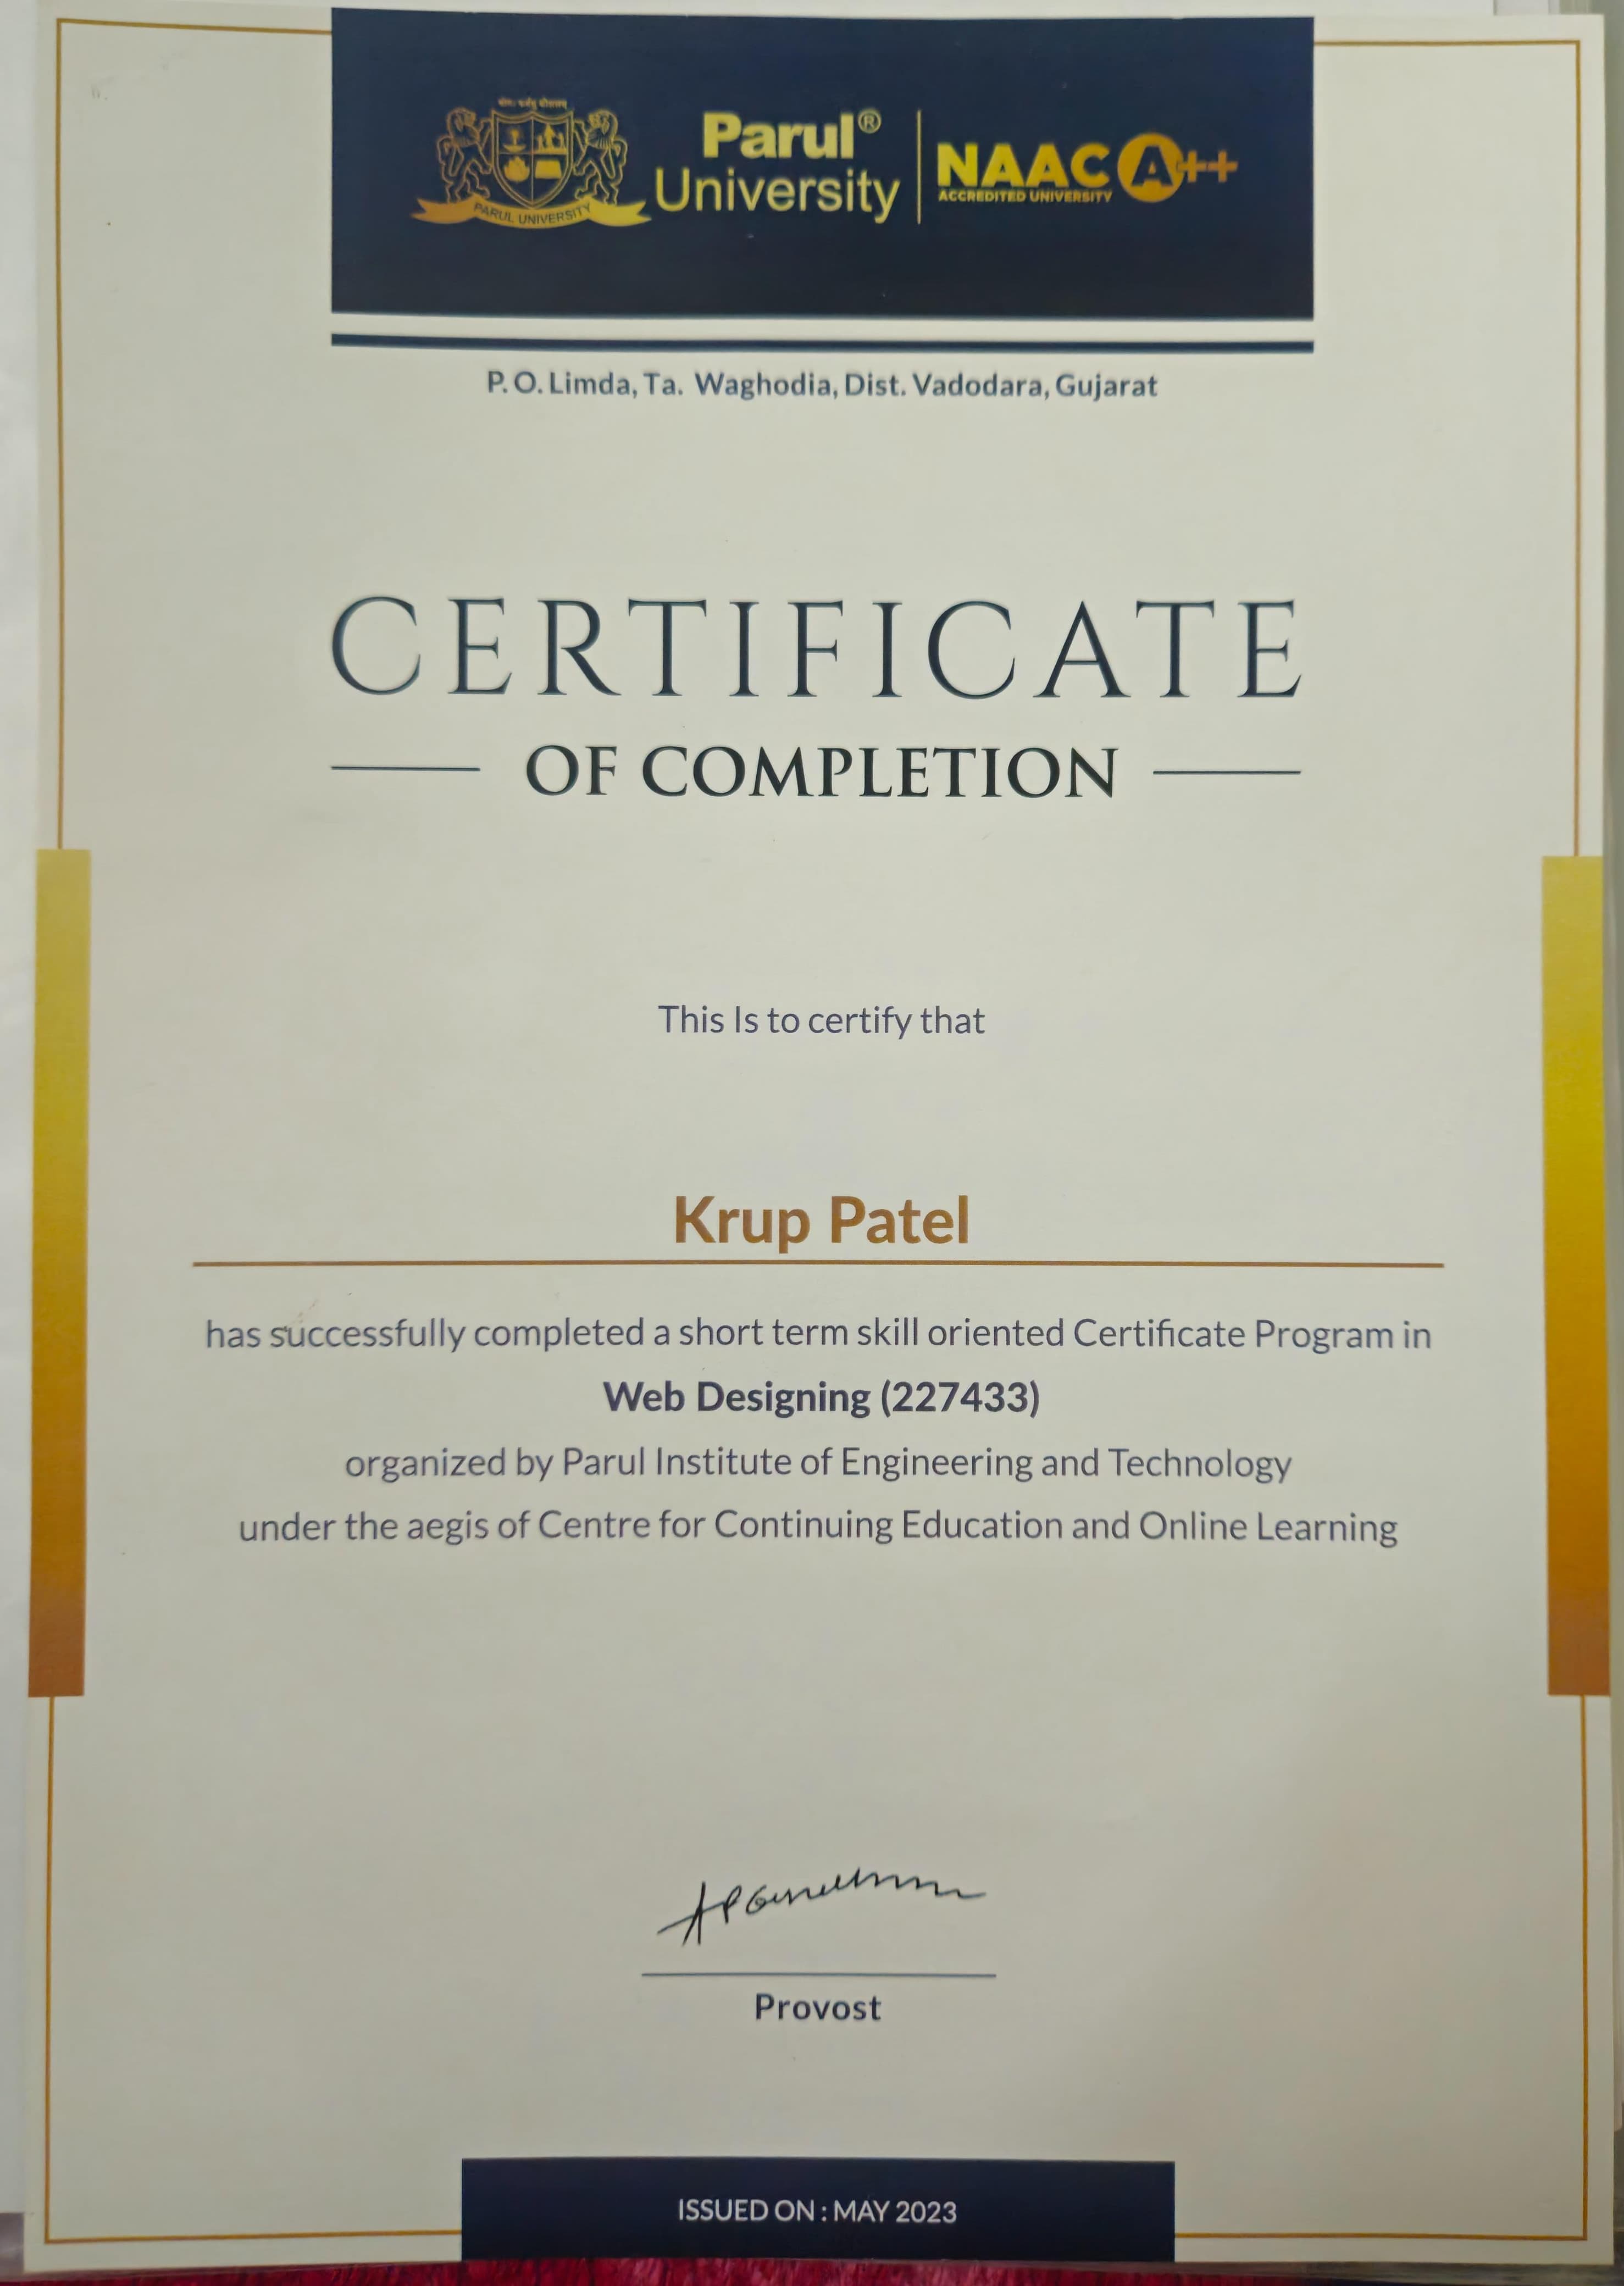 PARUL UNIVERSITY
Parul®
University
NAAC A++
ACCREDITED UNIVERSITY
P. O. Limda, Ta. Waghodia, Dist. Vadodara, Gujarat
CERTIFICATE
OF COMPLETION
This Is to certify that
Krup Patel
has successfully completed a short term skill oriented Certificate Program in
Web Designing (227433)
organized by Parul Institute of Engineering and Technology
under the aegis of Centre for Continuing Education and Online Learning
Provost
ISSUED ON : MAY 2023